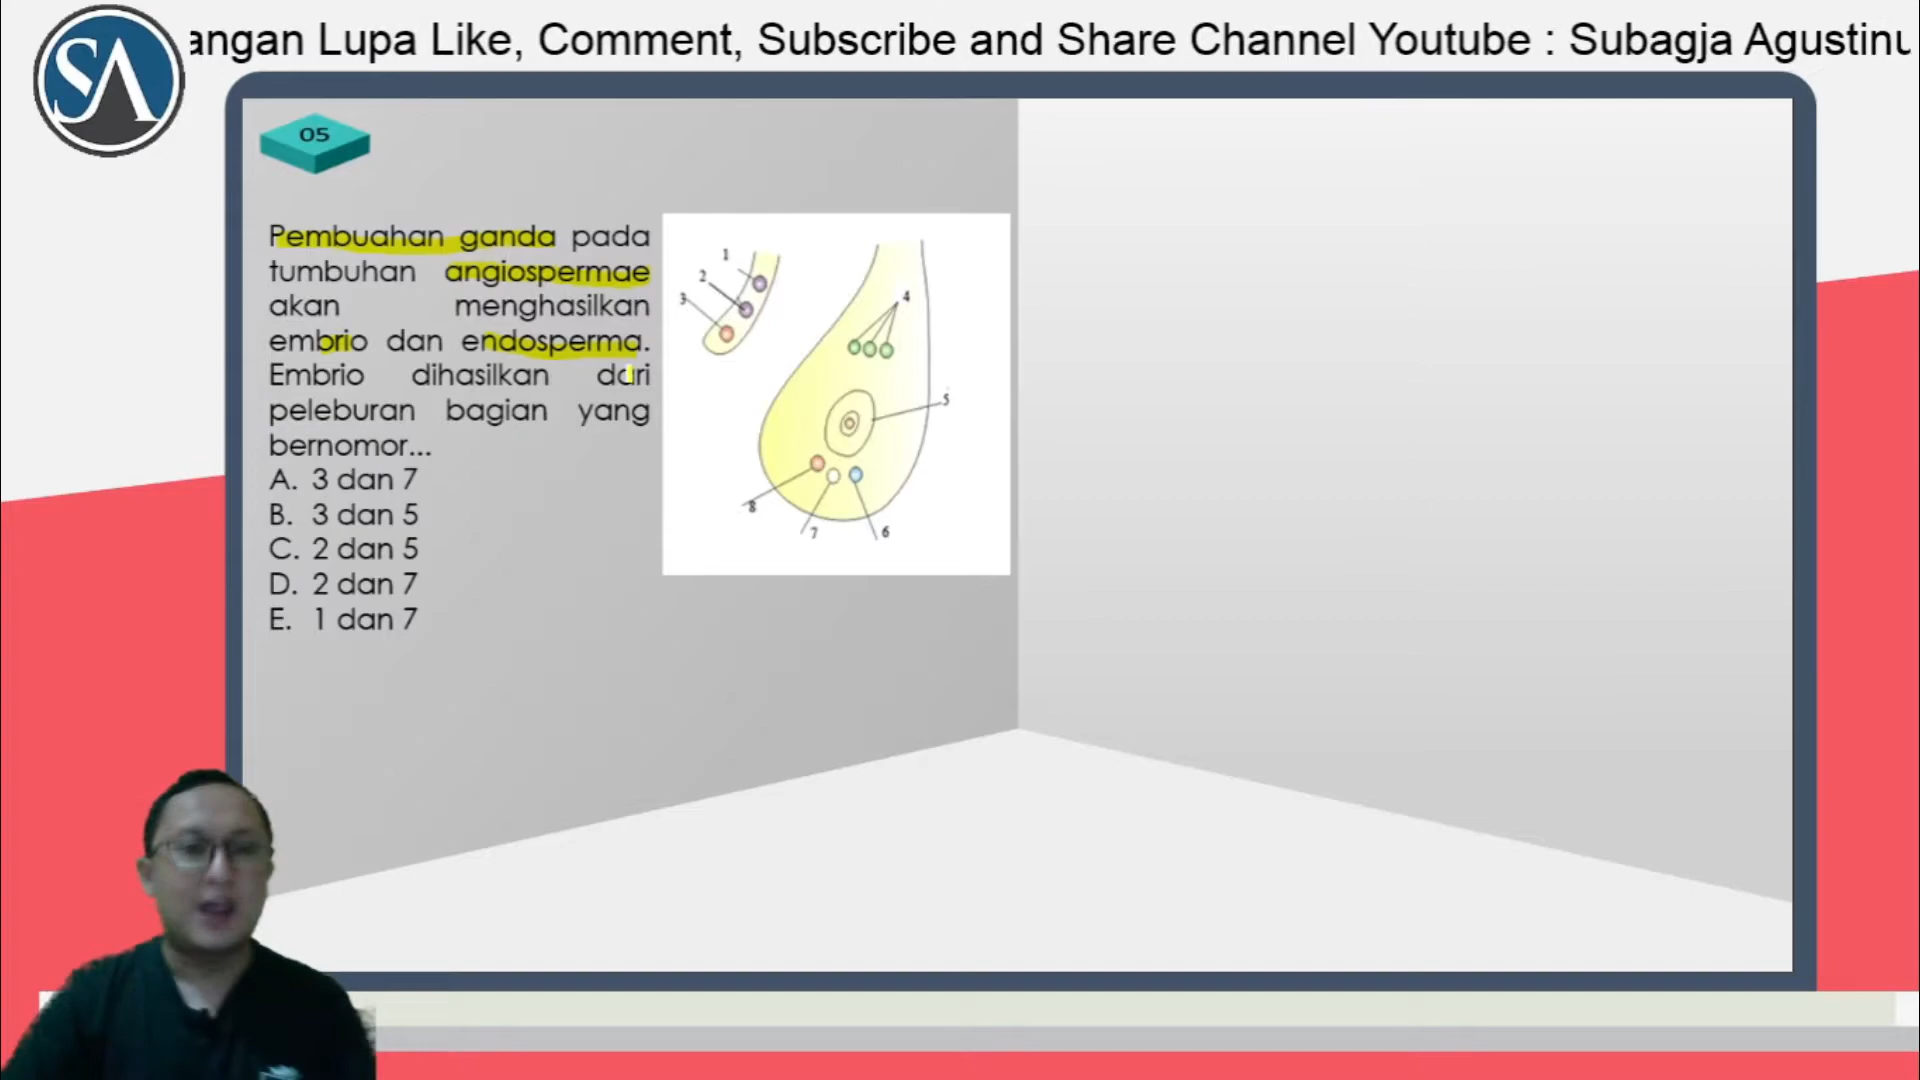 SA
angan Lupa Like, Comment, Subscribe and Share Channel Youtube : Subagja Agustinu
05
Pembuahan ganda pada
tumbuhan angiospermae
akan menghasilkan
embrio dan endosperma.
Embrio dihasilkan dari
peleburan bagian yang
bernomor...
A. 3 dan 7
B. 3 dan 5
C. 2 dan 5
D. 2 dan 7
E. 1 dan 7
1
2
3
4
5
8
7
6